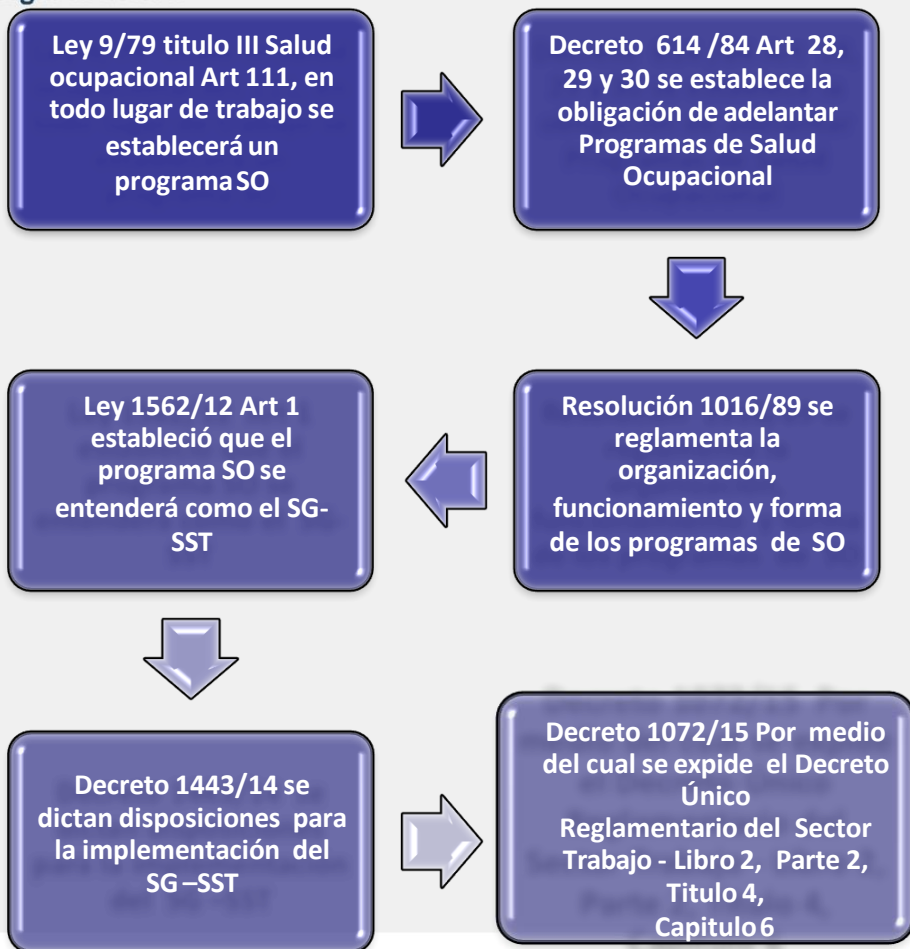 Ley 9/79 titulo III Salud
ocupacional Art 111, en
todo lugar de trabajo se
establecerá un
programa SO
Decreto 614 /84 Art 28,
29 y 30 se establece la
obligación de adelantar
Programas de Salud
Ocupacional
Resolución 1016/89 se
reglamenta la
organización,
funcionamiento y forma
de los programas de SO
Ley 1562/12 Art 1
estableció que el
programa SO se
entenderá como el SG-
SST
Decreto 1443/14 se
dictan disposiciones para
la implementación del
SG –SST
Decreto 1072/15 Por medio
del cual se expide el Decreto
Único
Reglamentario del Sector
Trabajo - Libro 2, Parte 2,
Titulo 4,
Capitulo 6